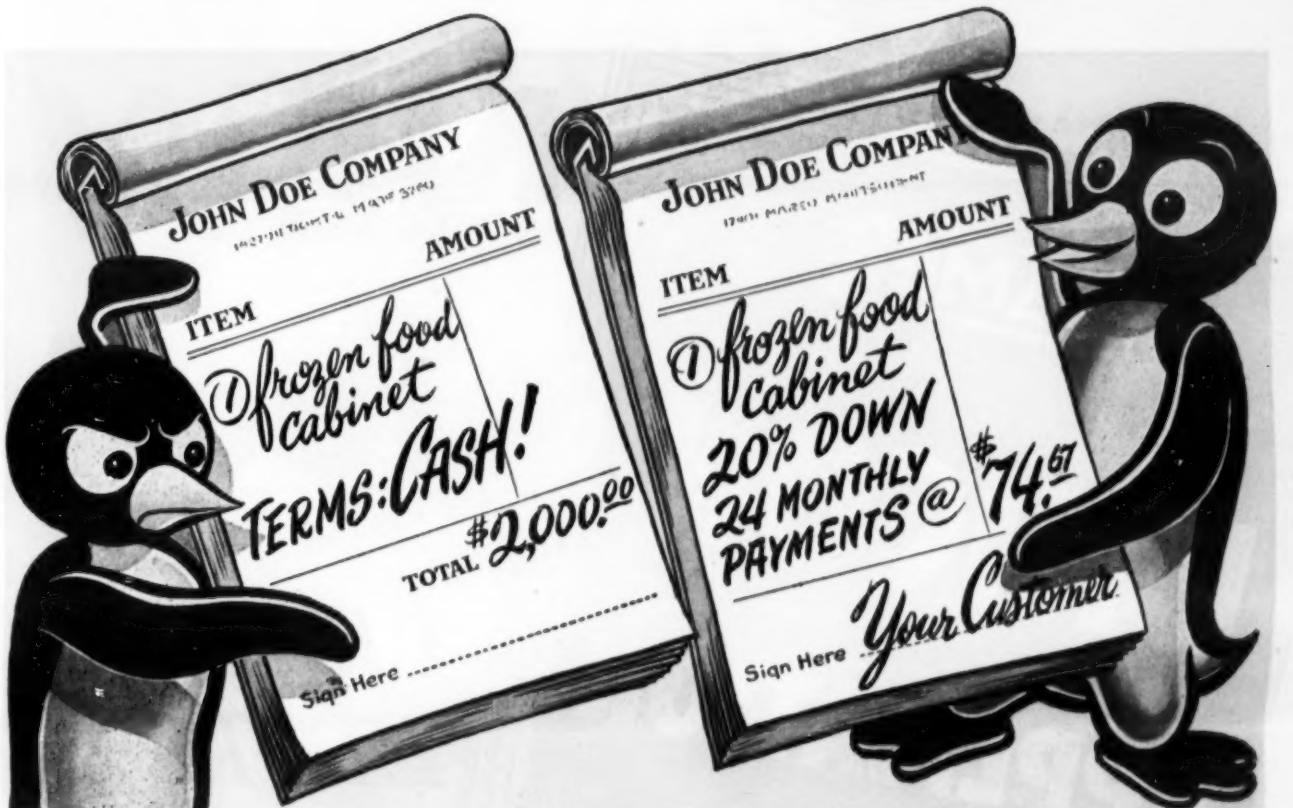 JOHN DOE COMPANY
ITEM
AMOUNT
① frozen food
cabinet
TERMS: CASH!
TOTAL $2,000.00
Sign Here
JOHN DOE COMPAN
ITEM
AMOUNT
① frozen food
cabinet
20% DOWN
24 MONTHLY
PAYMENTS @ $74.67
Sign Here Your Customer